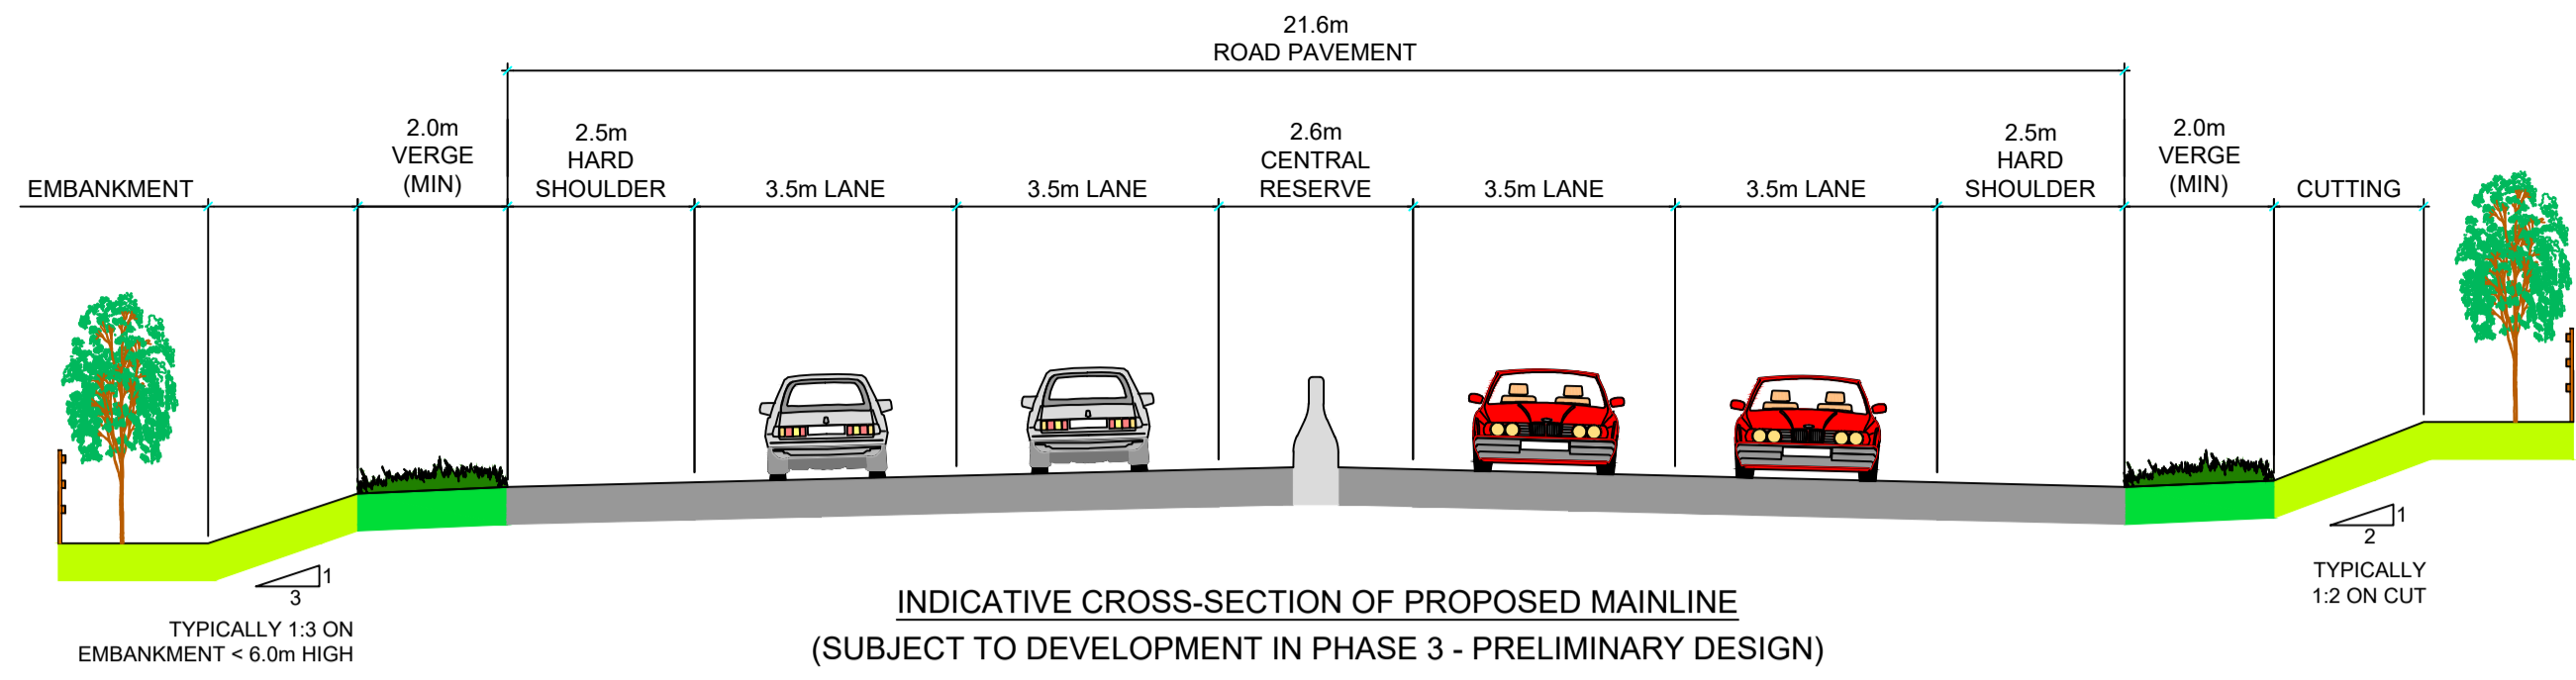 21.6m
ROAD PAVEMENT
EMBANKMENT
2.0m
VERGE
(MIN)
2.5m
HARD
SHOULDER
3.5m LANE
3.5m LANE
2.6m
CENTRAL
RESERVE
3.5m LANE
3.5m LANE
2.5m
HARD
SHOULDER
2.0m
VERGE
(MIN)
CUTTING
1
3
TYPICALLY 1:3 ON
EMBANKMENT < 6.0m HIGH
1
2
TYPICALLY
1:2 ON CUT
INDICATIVE CROSS-SECTION OF PROPOSED MAINLINE
(SUBJECT TO DEVELOPMENT IN PHASE 3 - PRELIMINARY DESIGN)